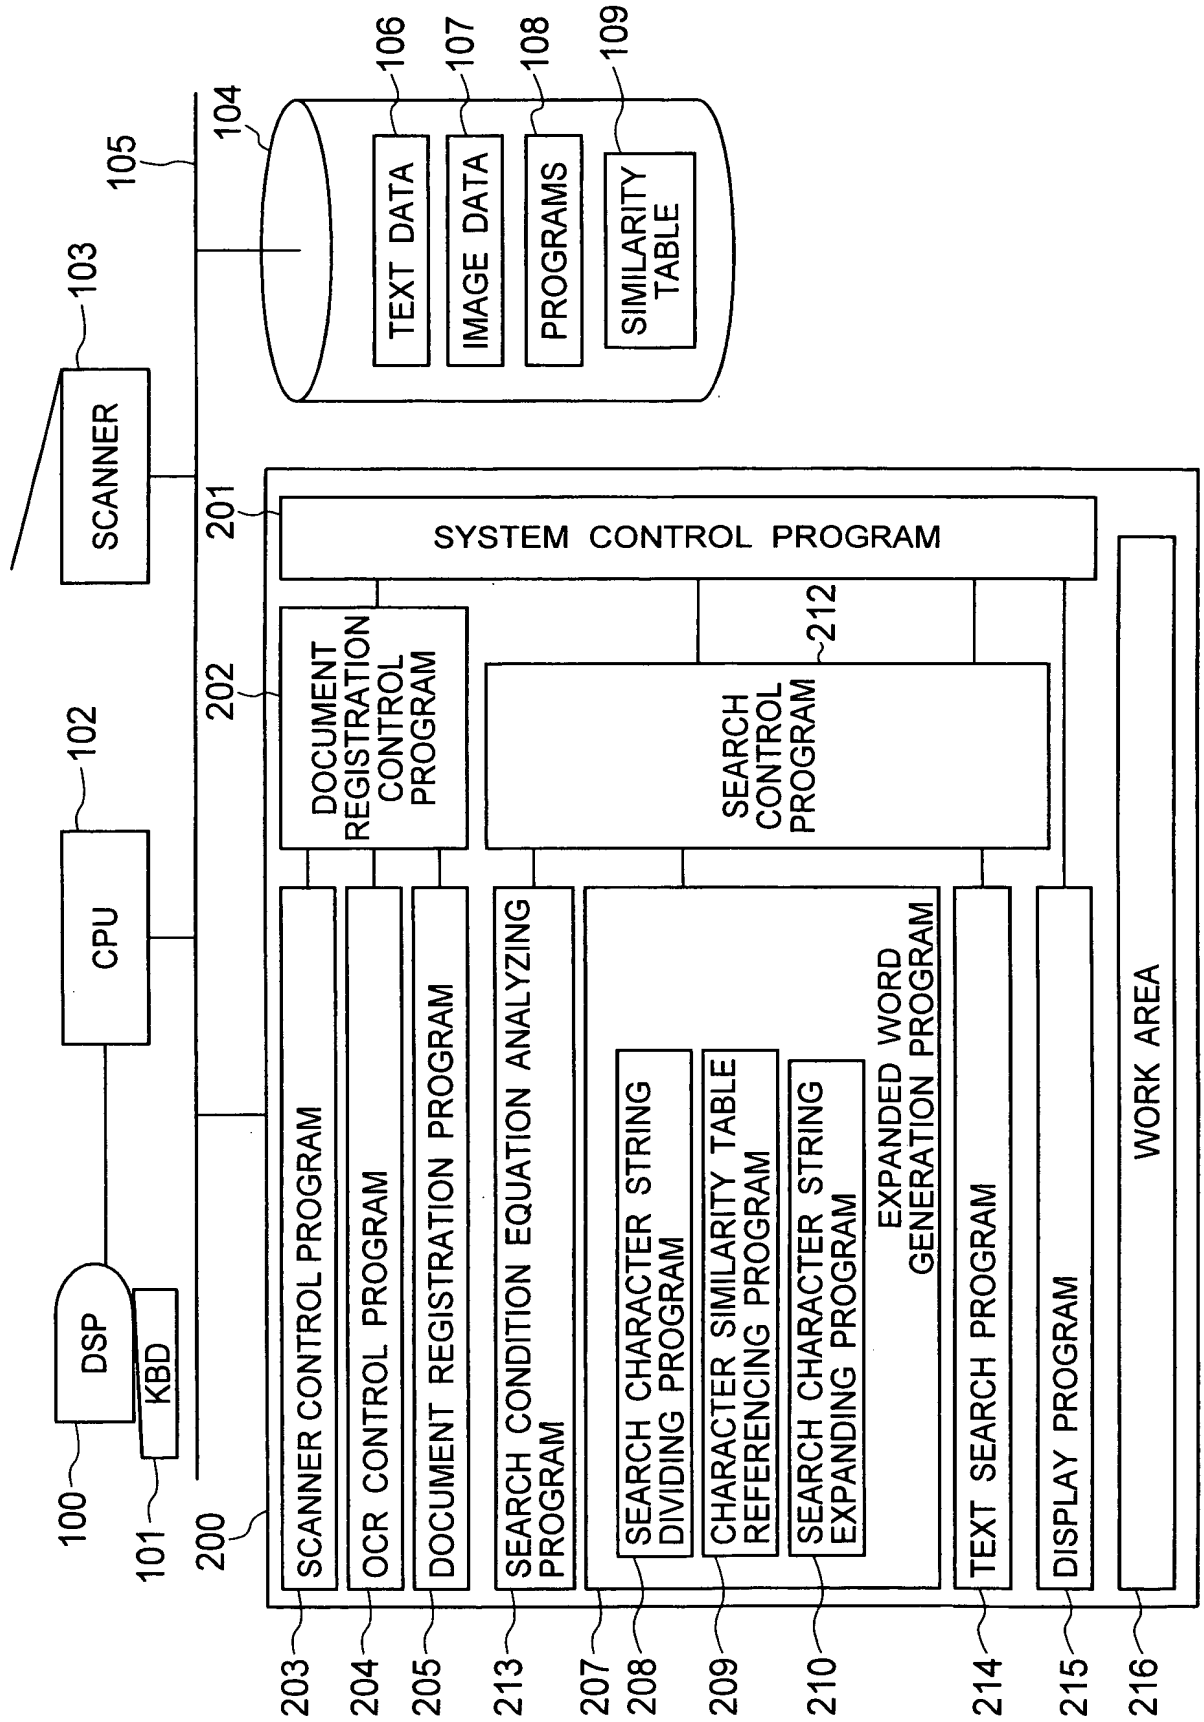 100
DSP
101
KBD
102
CPU
103
SCANNER
105
104
106
TEXT DATA
107
IMAGE DATA
108
PROGRAMS
109
SIMILARITY
TABLE
200
201
SYSTEM CONTROL PROGRAM
202
DOCUMENT
REGISTRATION
CONTROL
PROGRAM
203
SCANNER CONTROL PROGRAM
204
OCR CONTROL PROGRAM
205
DOCUMENT REGISTRATION PROGRAM
212
SEARCH
CONTROL
PROGRAM
213
SEARCH CONDITION EQUATION ANALYZING
PROGRAM
207
208
SEARCH CHARACTER STRING
DIVIDING PROGRAM
209
CHARACTER SIMILARITY TABLE
REFERENCING PROGRAM
210
SEARCH CHARACTER STRING
EXPANDING PROGRAM
EXPANDED WORD
GENERATION PROGRAM
214
TEXT SEARCH PROGRAM
215
DISPLAY PROGRAM
216
WORK AREA